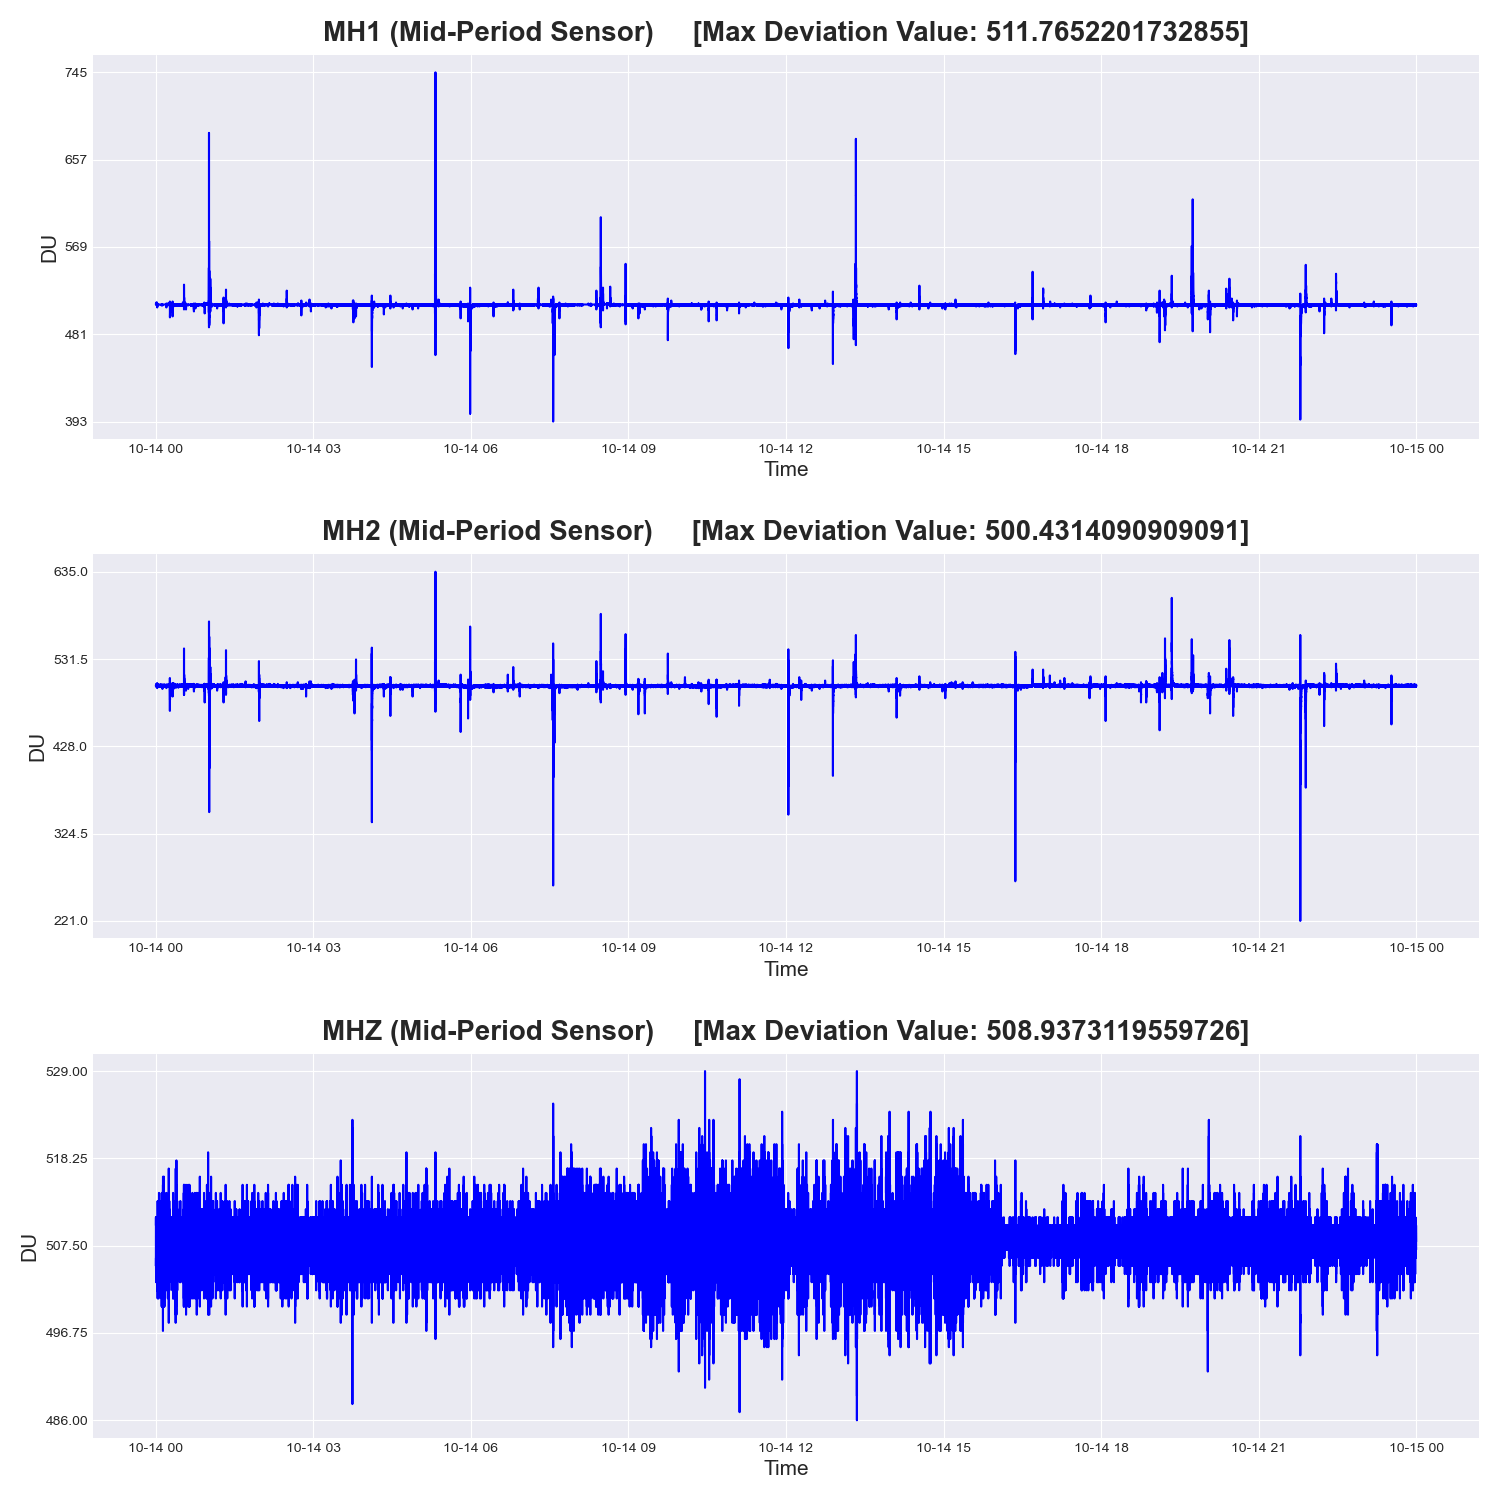 MH1 (Mid-Period Sensor) [Max Deviation Value: 511.7652201732855]
745
657
569
481
393
DU
10-14 00 10-14 03 10-14 06 10-14 09 10-14 12 10-14 15 10-14 18 10-14 21 10-15 00
Time
MH2 (Mid-Period Sensor) [Max Deviation Value: 500.4314090909091]
635.0
531.5
428.0
324.5
221.0
DU
10-14 00 10-14 03 10-14 06 10-14 09 10-14 12 10-14 15 10-14 18 10-14 21 10-15 00
Time
MHZ (Mid-Period Sensor) [Max Deviation Value: 508.9373119559726]
529.00
518.25
507.50
496.75
486.00
DU
10-14 00 10-14 03 10-14 06 10-14 09 10-14 12 10-14 15 10-14 18 10-14 21 10-15 00
Time